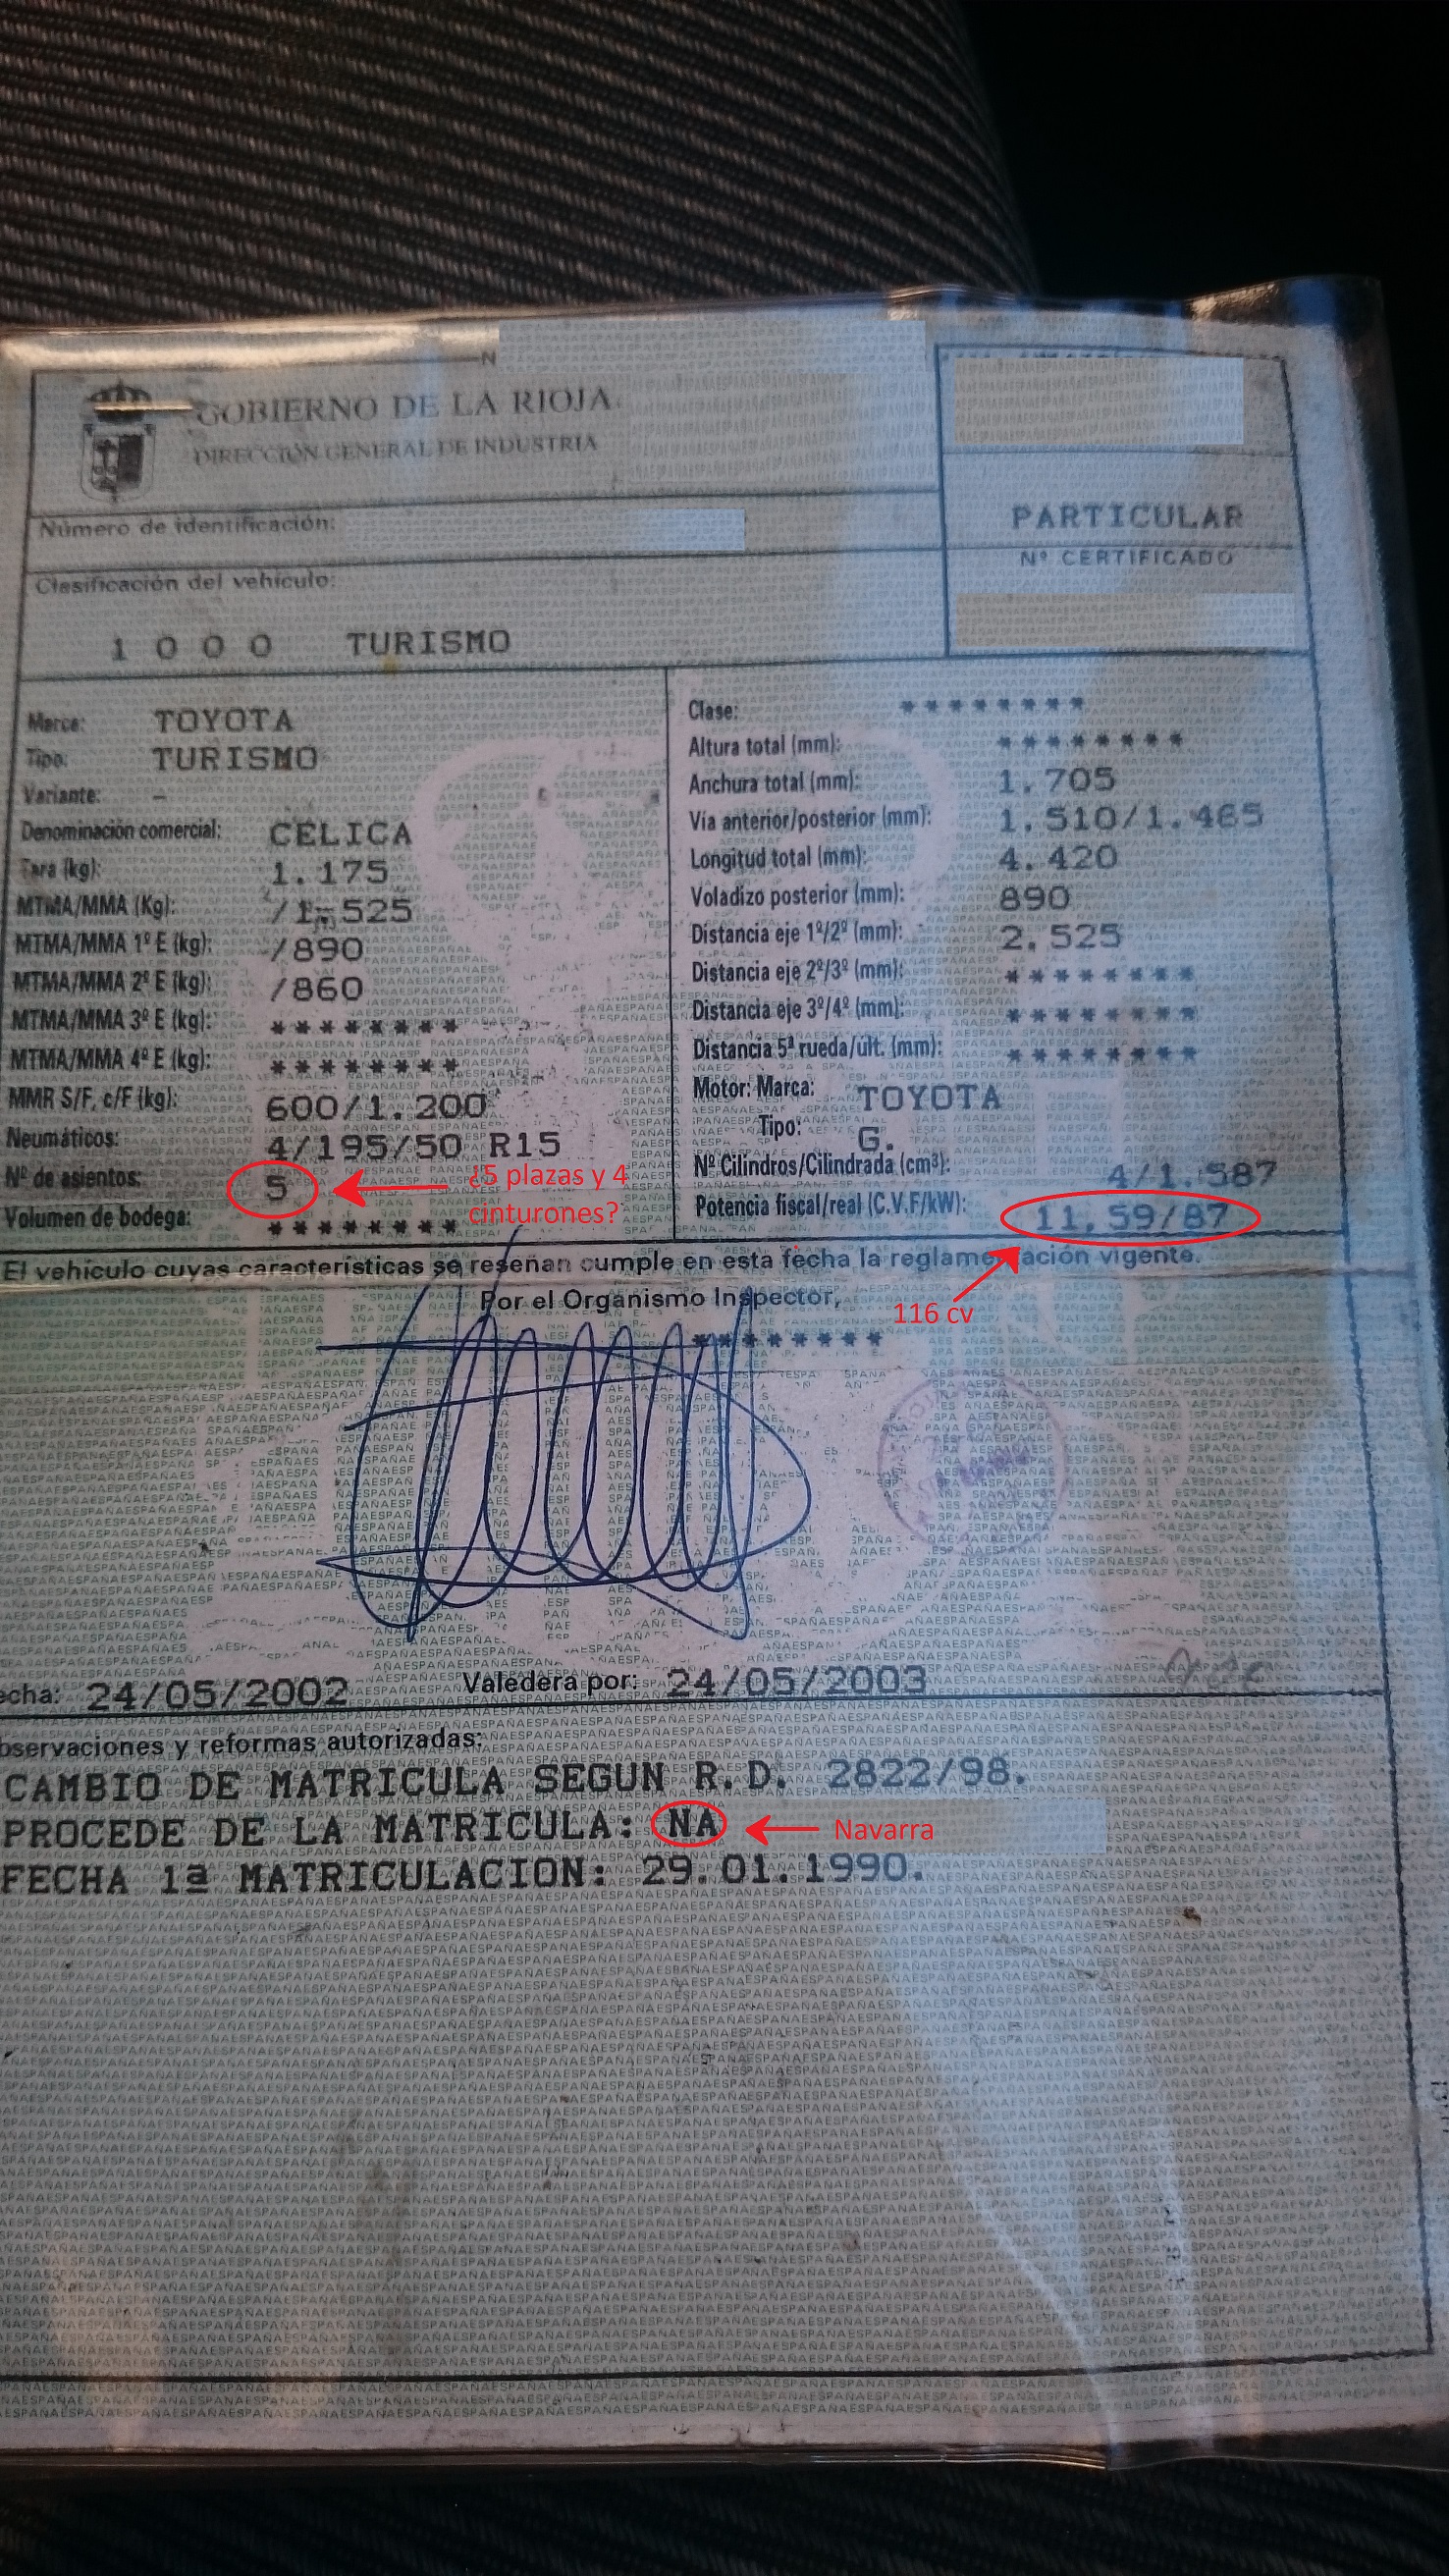 N
GOBIERNO DE LA RIOJA
DIRECCIÓN GENERAL DE INDUSTRIA
Número de identificación:
PARTICULAR
Nº CERTIFICADO
Clasificación del vehículo:
1 0 0 0 TURISMO
Marca: TOYOTA
Tipo: TURISMO
Variante: -
Denominación comercial: CELICA
Tara (kg): 1.175
MTMA/MMA (Kg): /1.525
MTMA/MMA 1º E (kg): /890
MTMA/MMA 2º E (kg): /860
MTMA/MMA 3º E (kg): ********
MTMA/MMA 4º E (kg): ********
MMR S/F, c/F (kg): 600/1.200
Neumáticos: 4/195/50 R15
Nº de asientos: 5
¿5 plazas y 4
cinturones?
Volumen de bodega: ********
Clase: ********
Altura total (mm): ********
Anchura total (mm): 1.705
Vía anterior/posterior (mm): 1.510/1.465
Longitud total (mm): 4.420
Voladizo posterior (mm): 890
Distancia eje 1º/2º (mm): 2.525
Distancia eje 2º/3º (mm): ********
Distancia eje 3º/4º (mm): ********
Distancia 5ª rueda/últ. (mm): ********
Motor: Marca: TOYOTA
Tipo: G.
Nº Cilindros/Cilindrada (cm³): 4/1.587
Potencia fiscal/real (C.V.F/kW): 11,59/87
116 cv
El vehículo cuyas características se reseñan cumple en esta fecha la reglamentación vigente.
Por el Organismo Inspector,
********
echa: 24/05/2002 Valedera por: 24/05/2003
bservaciones y reformas autorizadas:
CAMBIO DE MATRICULA SEGUN R.D. 2822/98.
PROCEDE DE LA MATRICULA: NA
Navarra
FECHA 1ª MATRICULACION: 29.01.1990.